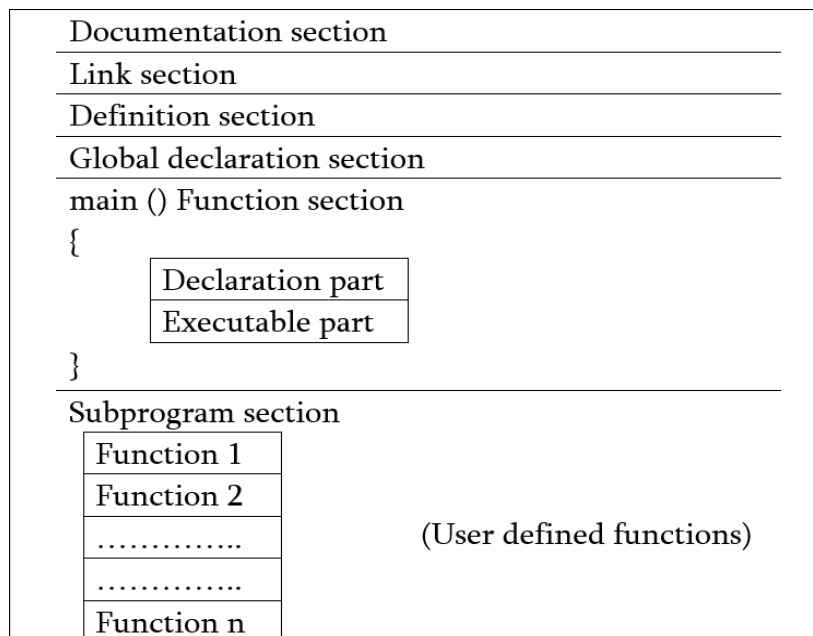 Documentation section
Link section
Definition section
Global declaration section
main () Function section
{
Declaration part
Executable part
}
Subprogram section
Function 1
Function 2
…………..
(User defined functions)
…………..
Function n